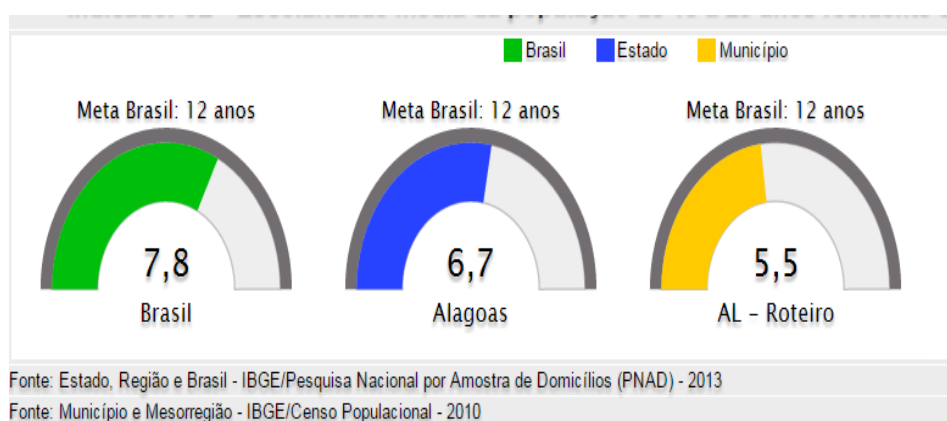 Brasil Estado Município
Meta Brasil: 12 anos Meta Brasil: 12 anos Meta Brasil: 12 anos
7,8 6,7 5,5
Brasil Alagoas AL – Roteiro
Fonte: Estado, Região e Brasil - IBGE/Pesquisa Nacional por Amostra de Domicílios (PNAD) - 2013
Fonte: Município e Mesorregião - IBGE/Censo Populacional - 2010